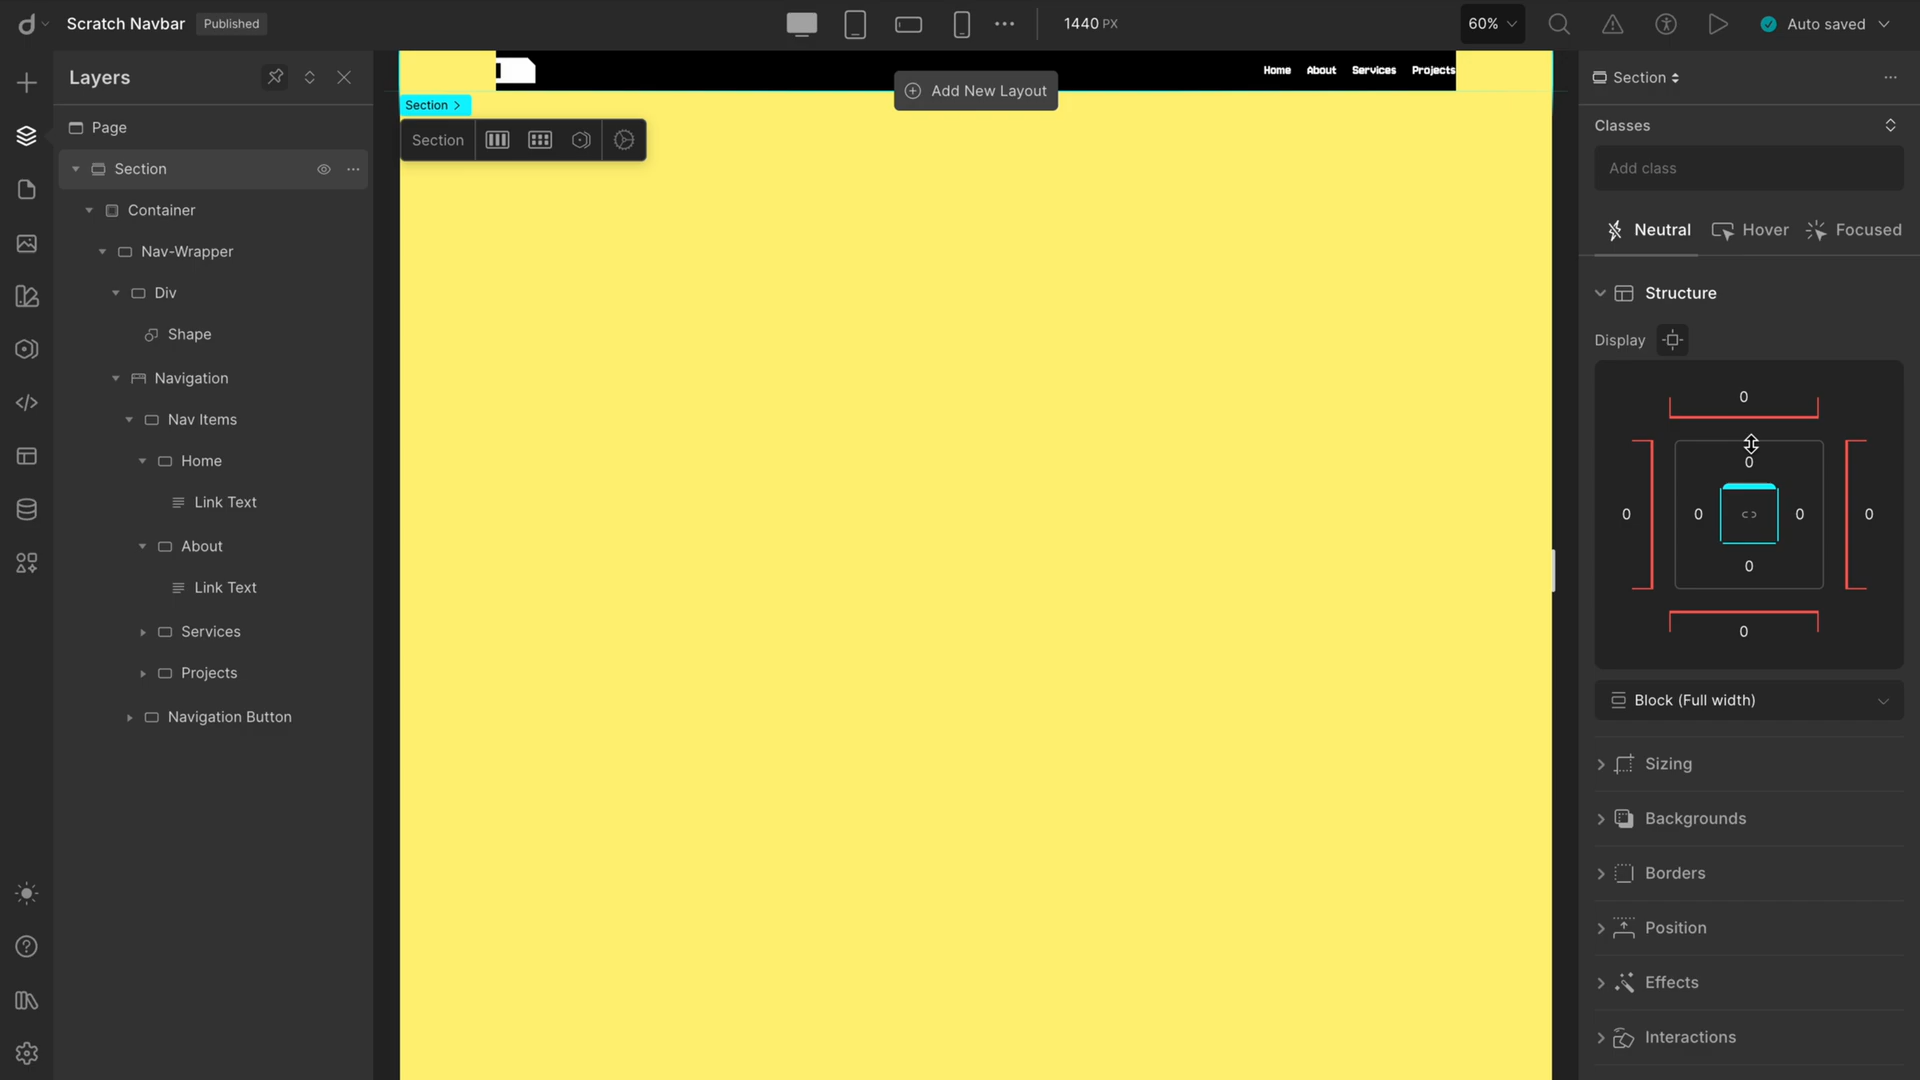 Scratch Navbar
Published
1440 PX
60%
Auto saved
Layers
Page
Section
Container
Nav-Wrapper
Div
Shape
Navigation
Nav Items
Home
Link Text
About
Link Text
Services
Projects
Navigation Button
Home About Services Projects
Add New Layout
Section >
Section
Section
Classes
Add class
Neutral Hover Focused
Structure
Display
0
0
0 0 0 0
0
0
Block (Full width)
Sizing
Backgrounds
Borders
Position
Effects
Interactions